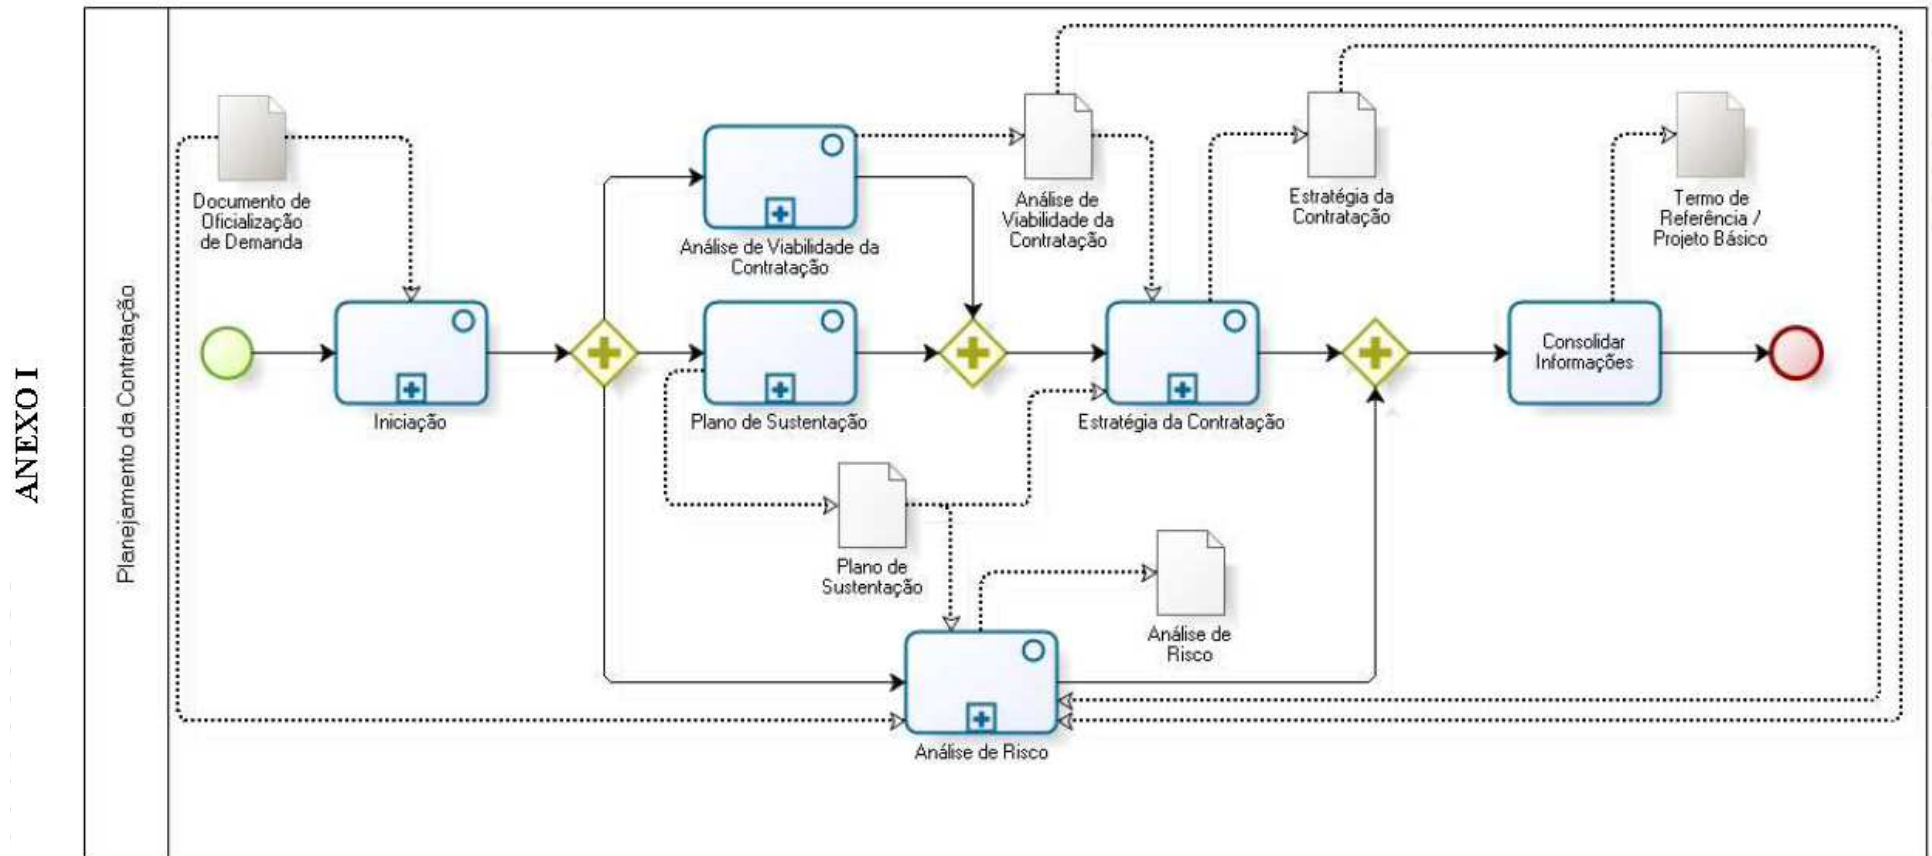 ANEXO I
Planejamento da Contratação
Documento de
Oficialização
de Demanda
Iniciação
Análise de Viabilidade da
Contratação
Plano de Sustentação
Plano de
Sustentação
Análise de
Viabilidade da
Contratação
Estratégia da Contratação
Estratégia da
Contratação
Análise de
Risco
Análise de Risco
Consolidar
Informações
Termo de
Referência /
Projeto Básico